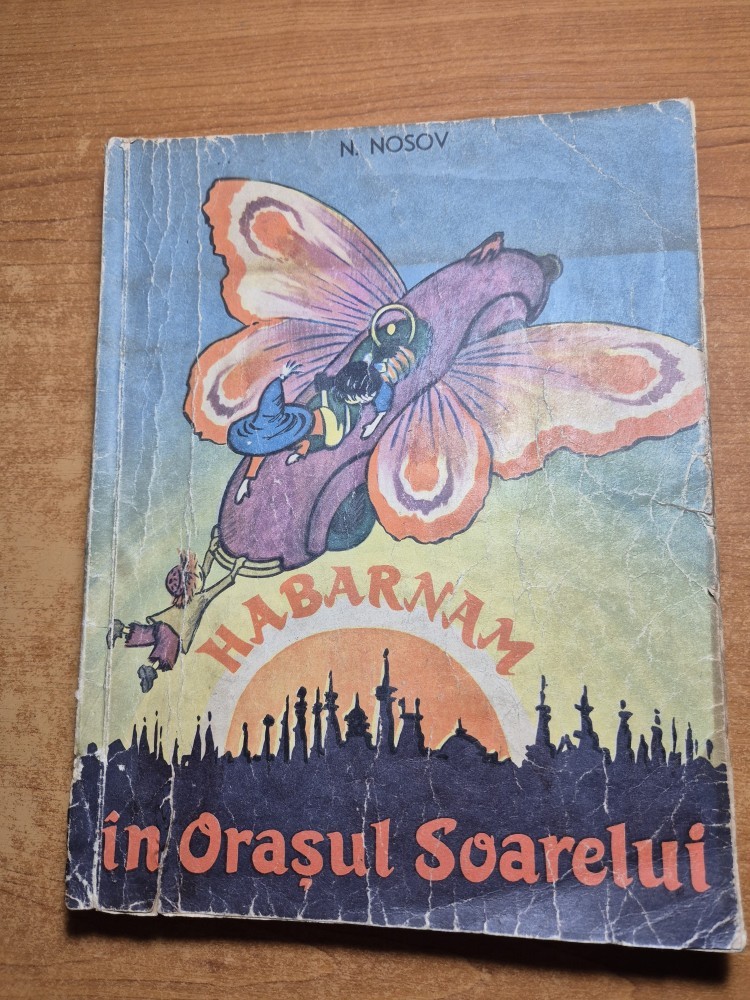 N. NOSOV
HABARNAM
în Orașul Soarelui